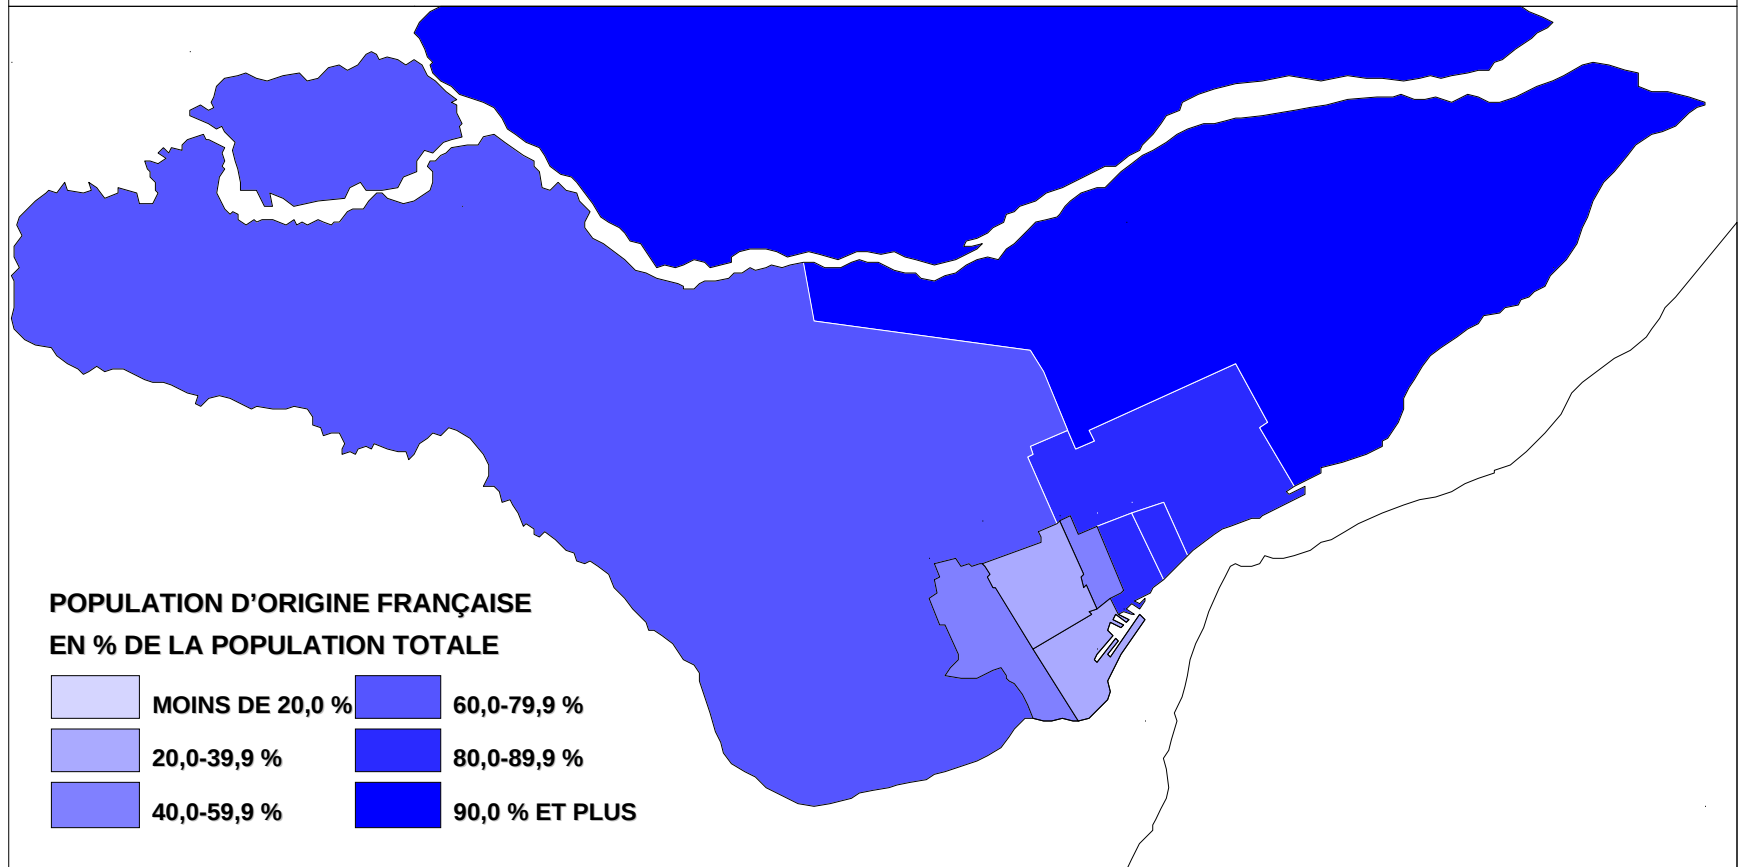 POPULATION D’ORIGINE FRANÇAISE
EN % DE LA POPULATION TOTALE
MOINS DE 20,0 %
20,0-39,9 %
40,0-59,9 %
60,0-79,9 %
80,0-89,9 %
90,0 % ET PLUS